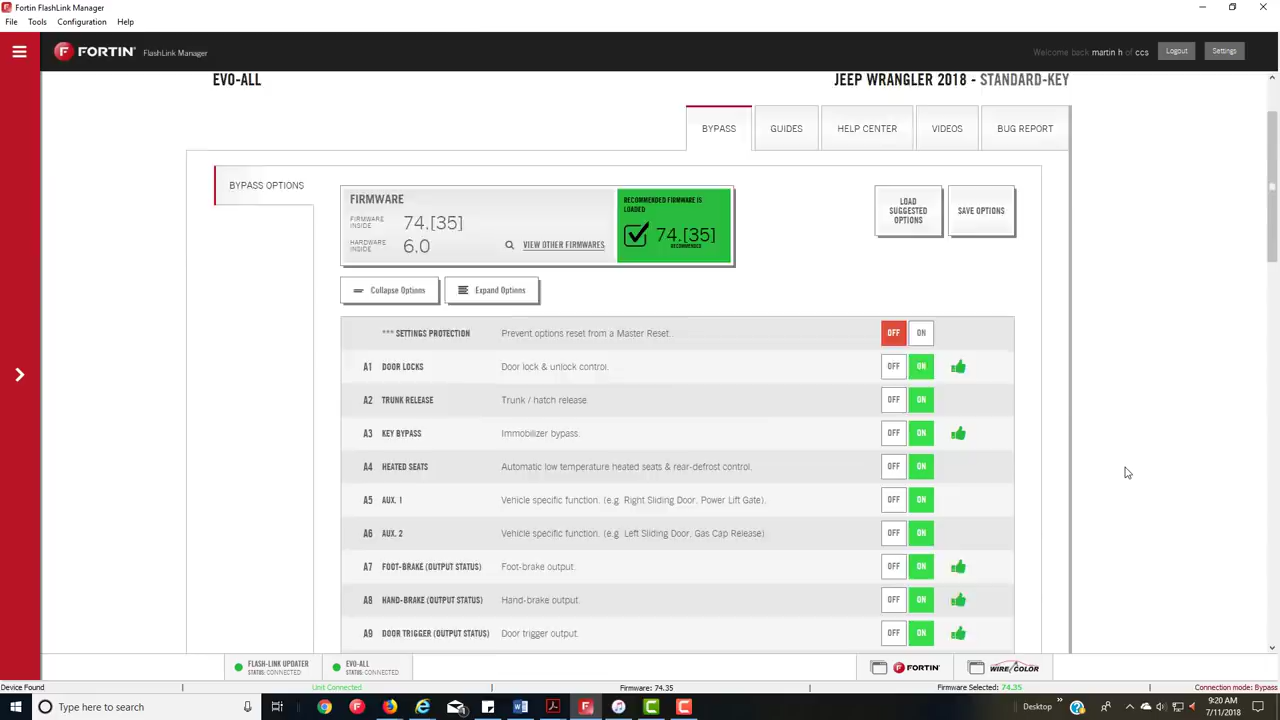 Fortin FlashLink Manager
File Tools Configuration Help
FORTIN FlashLink Manager
Welcome back martin h of ccs Logout Settings
EVO-ALL
JEEP WRANGLER 2018 - STANDARD-KEY
BYPASS GUIDES HELP CENTER VIDEOS BUG REPORT
BYPASS OPTIONS
FIRMWARE
FIRMWARE INSIDE 74.[35]
HARDWARE INSIDE 6.0
VIEW OTHER FIRMWARES
RECOMMENDED FIRMWARE IS
LOADED
74.[35]
RECOMMENDED
LOAD
SUGGESTED
OPTIONS
SAVE OPTIONS
Collapse Options Expand Options
*** SETTINGS PROTECTION Prevent options reset from a Master Reset.. OFF ON
A1 DOOR LOCKS Door lock & unlock control. OFF ON
A2 TRUNK RELEASE Trunk / hatch release. OFF ON
A3 KEY BYPASS Immobilizer bypass. OFF ON
A4 HEATED SEATS Automatic low temperature heated seats & rear-defrost control. OFF ON
A5 AUX. 1 Vehicle specific function. (e.g. Right Sliding Door, Power Lift Gate). OFF ON
A6 AUX. 2 Vehicle specific function. (e.g. Left Sliding Door, Gas Cap Release). OFF ON
A7 FOOT-BRAKE (OUTPUT STATUS) Foot-brake output. OFF ON
A8 HAND-BRAKE (OUTPUT STATUS) Hand-brake output. OFF ON
A9 DOOR TRIGGER (OUTPUT STATUS) Door trigger output. OFF ON
FLASH-LINK UPDATER
STATUS: CONNECTED
EVO-ALL
STATUS: CONNECTED
FORTIN
WIRE COLOR
Device Found Unit Connected Firmware: 74.35 Firmware Selected: 74.35 Connection mode: Bypass
Type here to search
Desktop
9:20 AM
7/11/2018